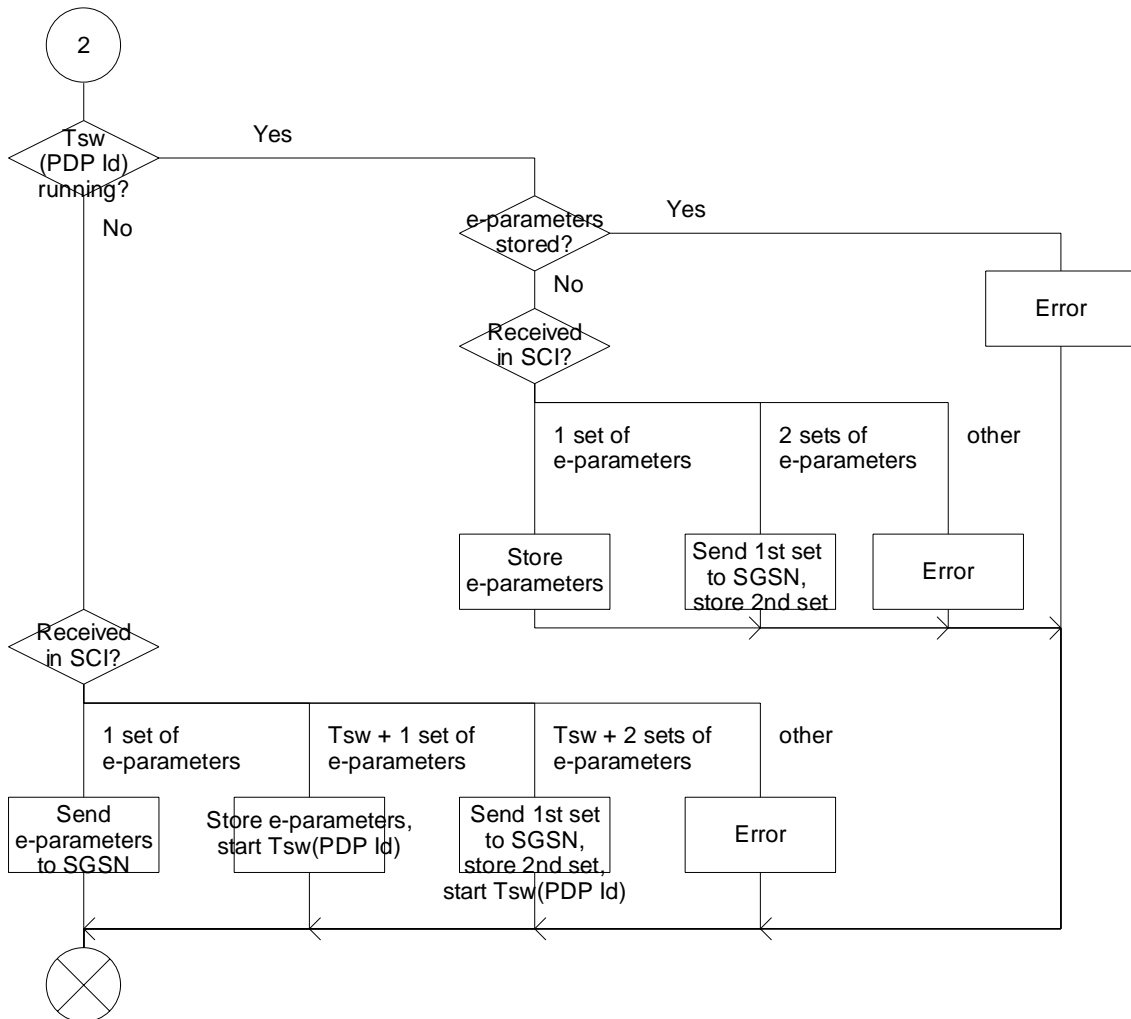 2
Tsw
(PDP Id)
running?
Yes
No
e-parameters
stored?
Yes
No
Error
Received
in SCI?
1 set of
e-parameters
2 sets of
e-parameters
other
Store
e-parameters
Send 1st set
to SGSN,
store 2nd set
Error
Received
in SCI?
1 set of
e-parameters
Tsw + 1 set of
e-parameters
Tsw + 2 sets of
e-parameters
other
Send
e-parameters
to SGSN
Store e-parameters,
start Tsw(PDP Id)
Send 1st set
to SGSN,
store 2nd set,
start Tsw(PDP Id)
Error